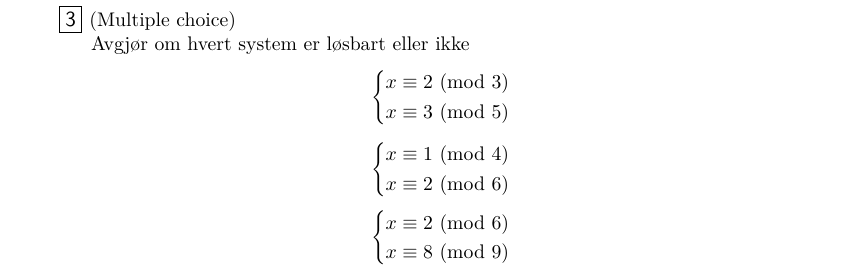 3 (Multiple choice)
Avgjør om hvert system er løsbart eller ikke
x ≡ 2 (mod 3)
x ≡ 3 (mod 5)
x ≡ 1 (mod 4)
x ≡ 2 (mod 6)
x ≡ 2 (mod 6)
x ≡ 8 (mod 9)